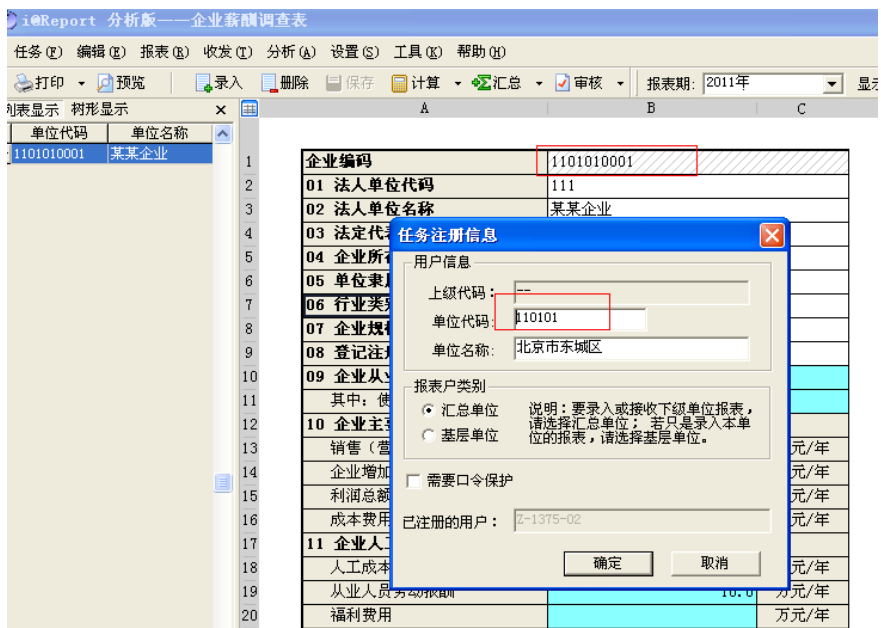 i@Report 分析版——企业薪酬调查表
任务(F) 编辑(E) 报表(R) 收发(T) 分析(A) 设置(S) 工具(K) 帮助(H)
打印 预览 录入 删除 保存 计算 汇总 审核 报表期: 2011年 显示
列表显示 树形显示 × A B C
单位代码 单位名称
1101010001 某某企业
1 企业编码 1101010001
2 01 法人单位代码 111
3 02 法人单位名称 某某企业
4 03 法定代
5 04 企业所
6 05 单位隶
7 06 行业类
8 07 企业规
9 08 登记注
10 09 企业从
11 其中: 使
12 10 企业主
13 销售(营 元/年
14 企业增加 元/年
15 利润总额 元/年
16 成本费用 元/年
17 11 企业人
18 人工成本 元/年
19 从业人员劳动报酬 10.0 万元/年
20 福利费用 万元/年
任务注册信息
用户信息
上级代码: --
单位代码: 110101
单位名称: 北京市东城区
报表户类别
汇总单位
基层单位
说明:要录入或接收下级单位报表,
请选择汇总单位; 若只是录入本单
位的报表,请选择基层单位。
需要口令保护
已注册的用户: Z-1375-02
确定 取消